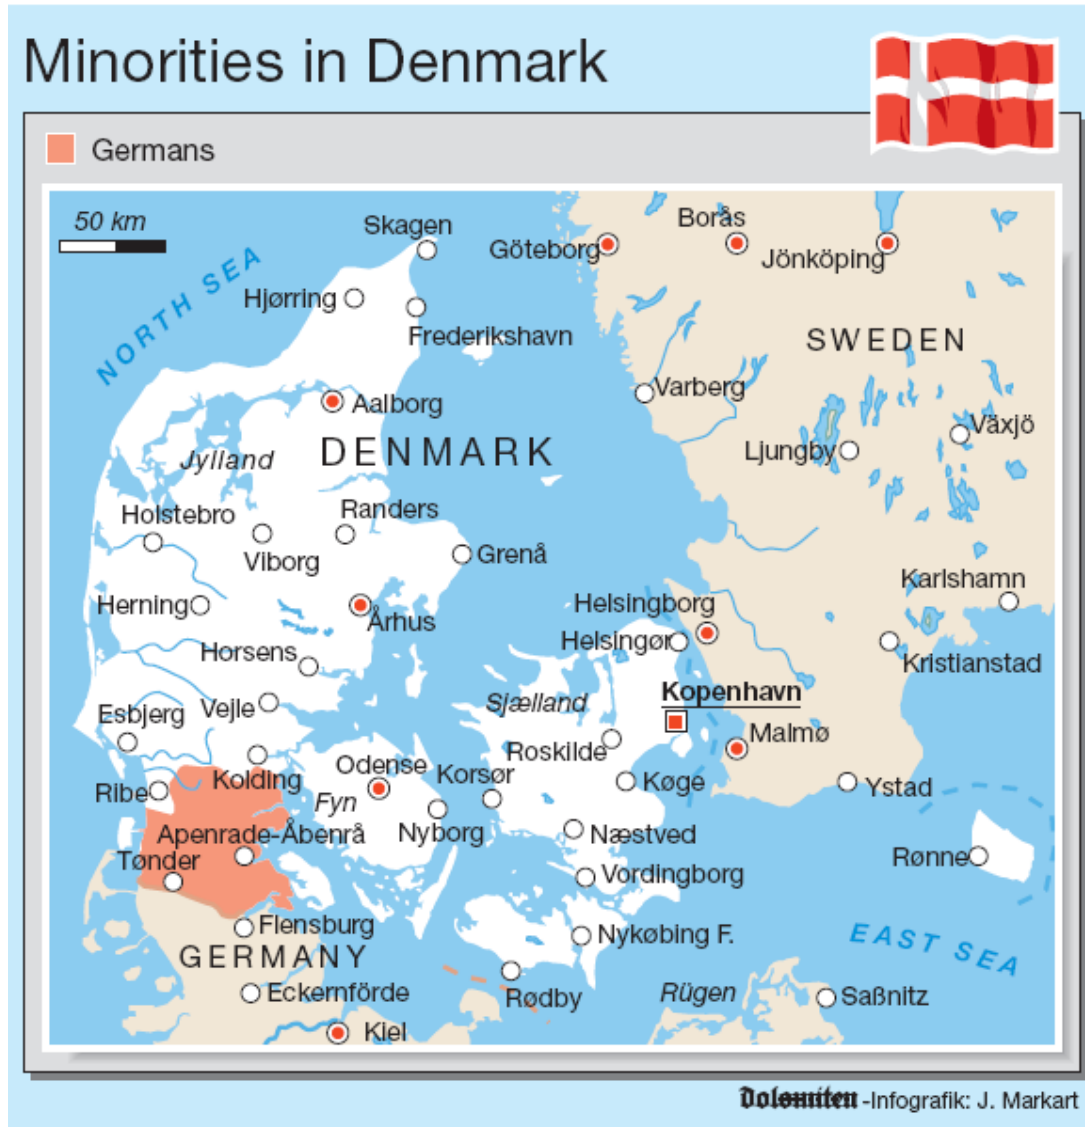 Minorities in Denmark
Germans
50 km
NORTH SEA
Skagen
Göteborg
Borås
Jönköping
Hjørring
Frederikshavn
SWEDEN
Varberg
Aalborg
DENMARK
Växjö
Ljungby
Jylland
Holstebro
Randers
Viborg
Grenå
Karlshamn
Herning
Århus
Helsingborg
Helsingør
Kristianstad
Horsens
Sjælland
Kopenhavn
Esbjerg
Vejle
Roskilde
Malmø
Kolding
Odense
Korsør
Køge
Ystad
Ribe
Fyn
Nyborg
Næstved
Apenrade-Åbenrå
Tønder
Rønne
Vordingborg
Flensburg
Nykøbing F.
EAST SEA
GERMANY
Eckernförde
Rødby
Rügen
Saßnitz
Kiel
Dolomiten -Infografik: J. Markart